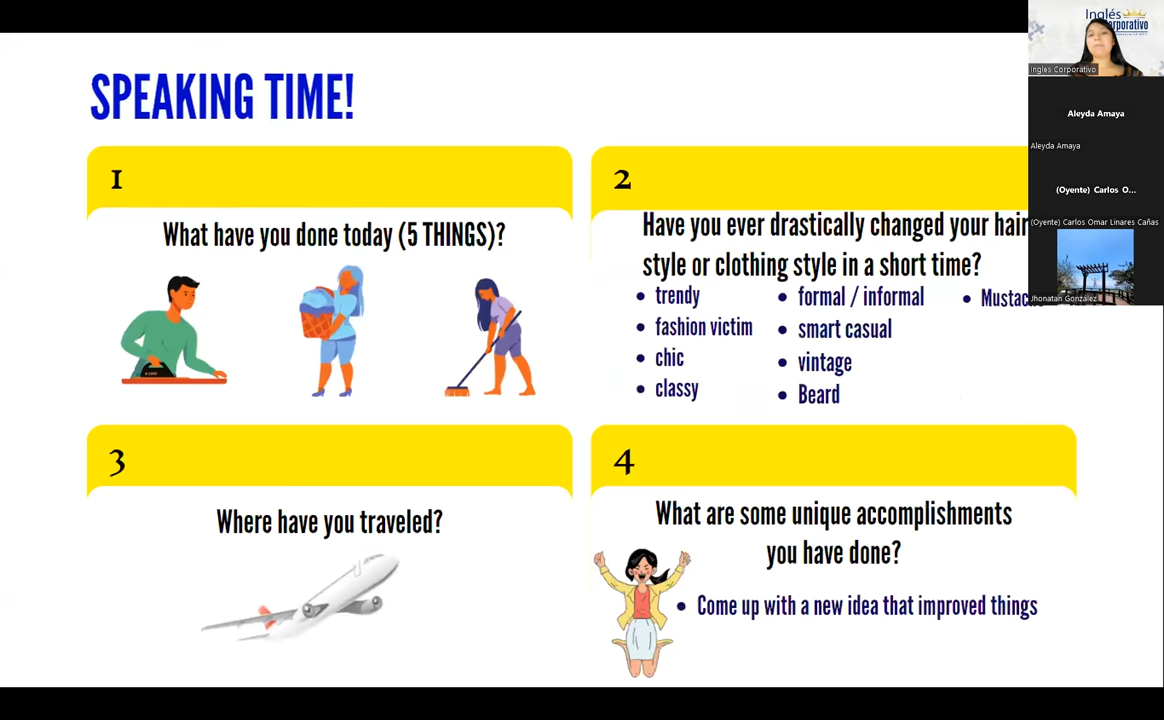 SPEAKING TIME!
1
What have you done today (5 THINGS)?
2
Have you ever drastically changed your hair
style or clothing style in a short time?
trendy
fashion victim
chic
classy
formal / informal
smart casual
vintage
Beard
3
Where have you traveled?
4
What are some unique accomplishments
you have done?
Come up with a new idea that improved things
Inglés
Corporativo
Ingles Corporativo
Aleyda Amaya
Aleyda Amaya
(Oyente) Carlos O...
(Oyente) Carlos Omar Linares Cañas
Jhonatan González